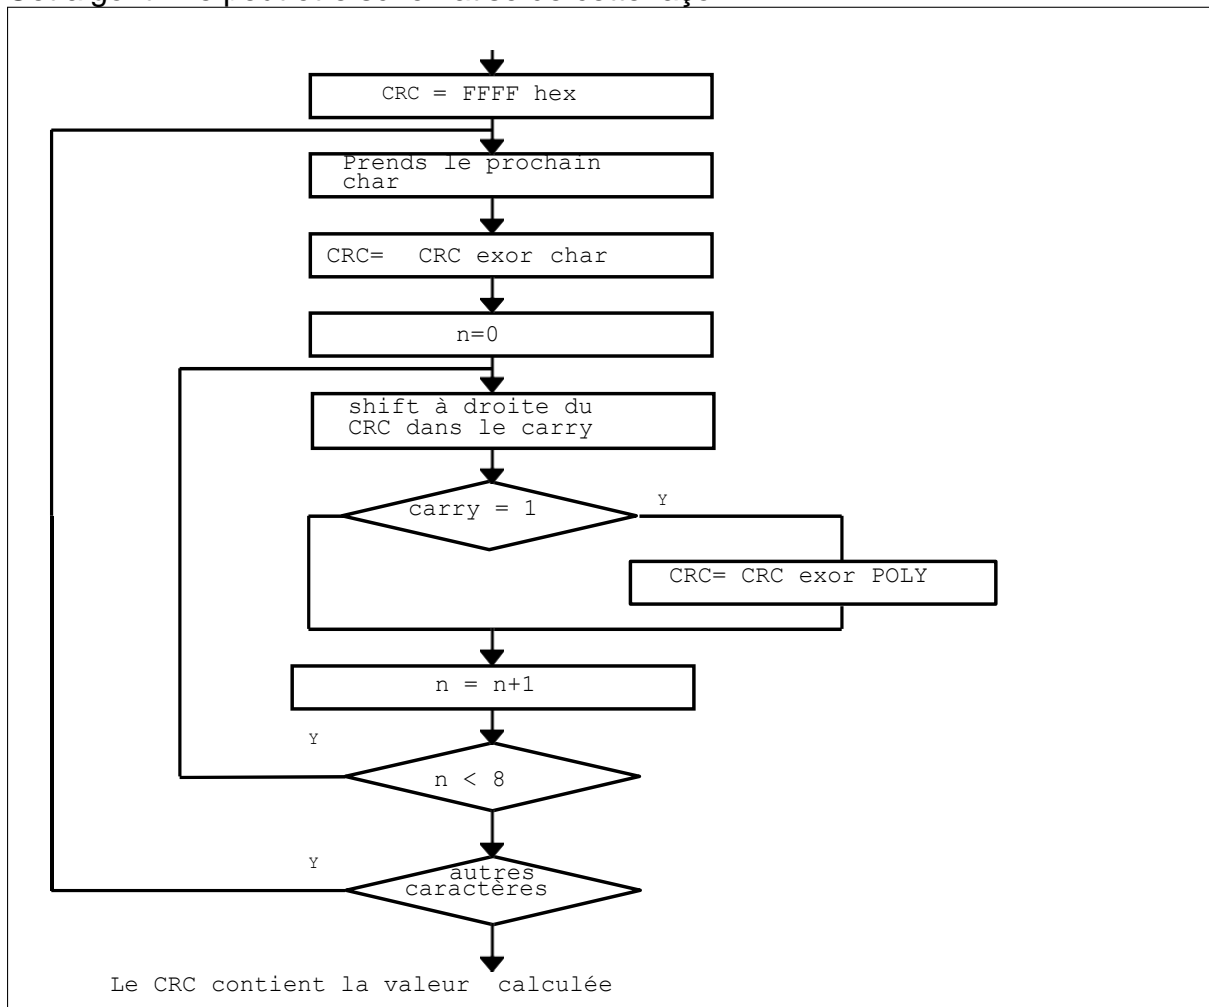 CRC = FFFF hex
Prends le prochain
char
CRC= CRC exor char
n=0
shift à droite du
CRC dans le carry
carry = 1
Y
CRC= CRC exor POLY
n = n+1
Y
n < 8
Y
autres
caractères
Le CRC contient la valeur calculée